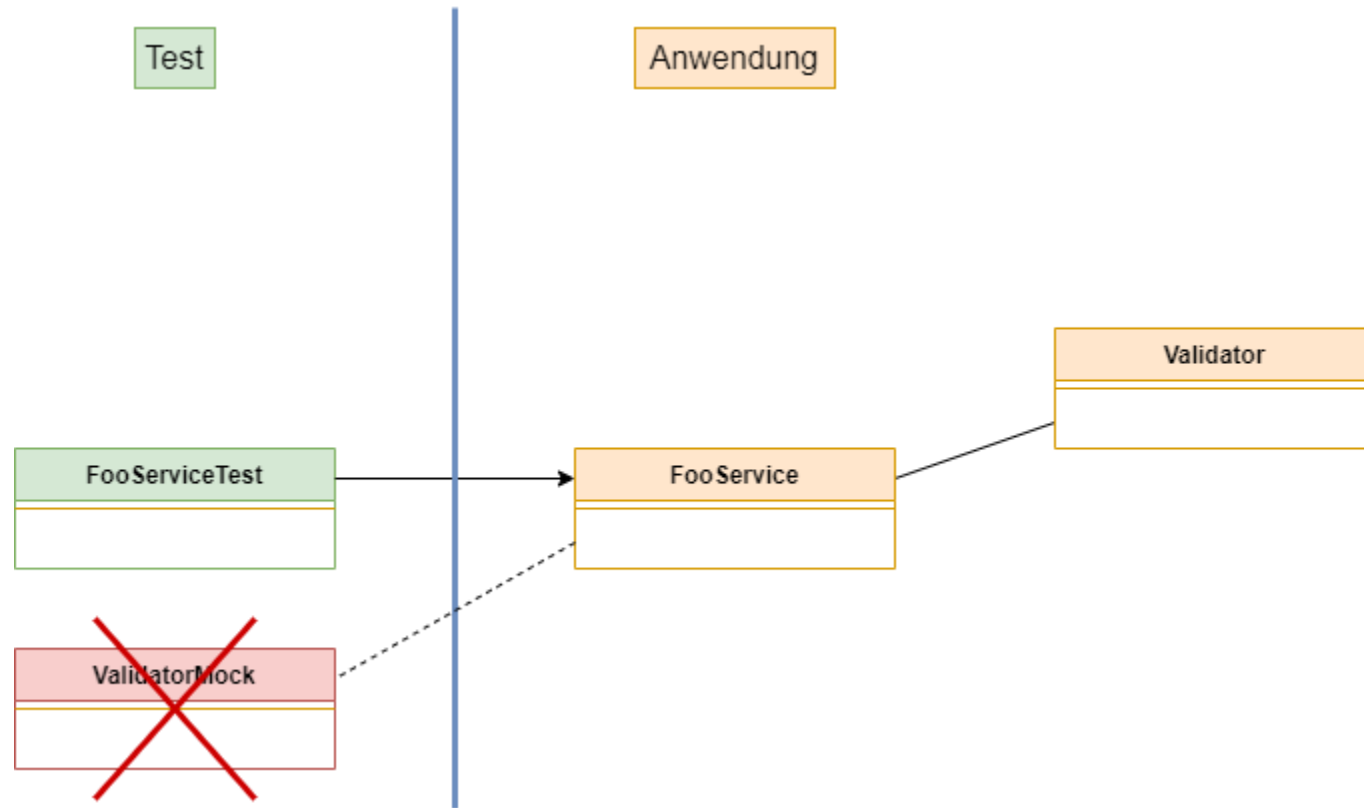 Test
Anwendung
Validator
FooServiceTest
FooService
ValidatorMock